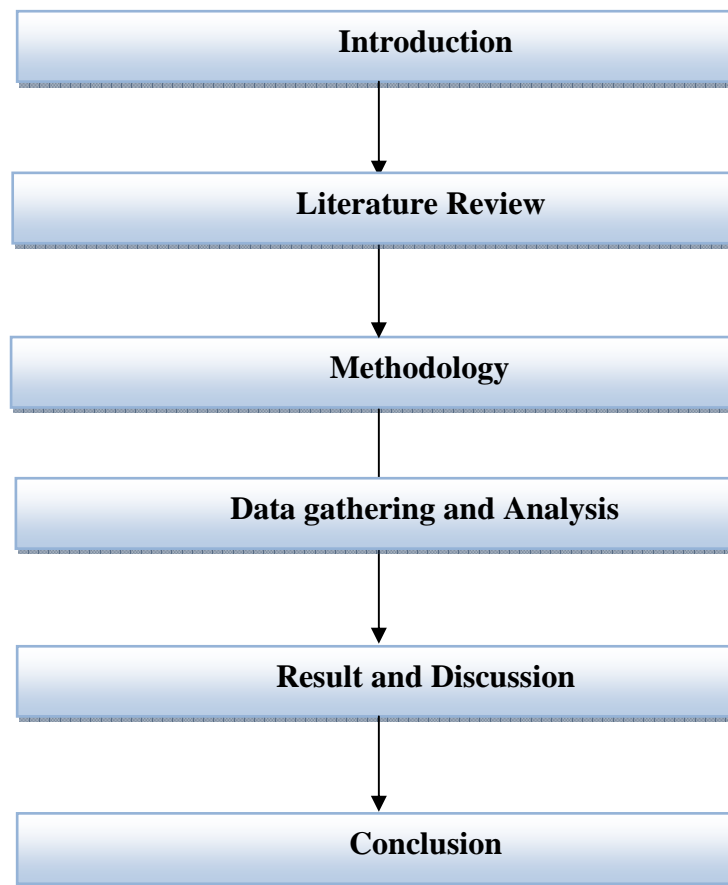 Introduction
Literature Review
Methodology
Data gathering and Analysis
Result and Discussion
Conclusion